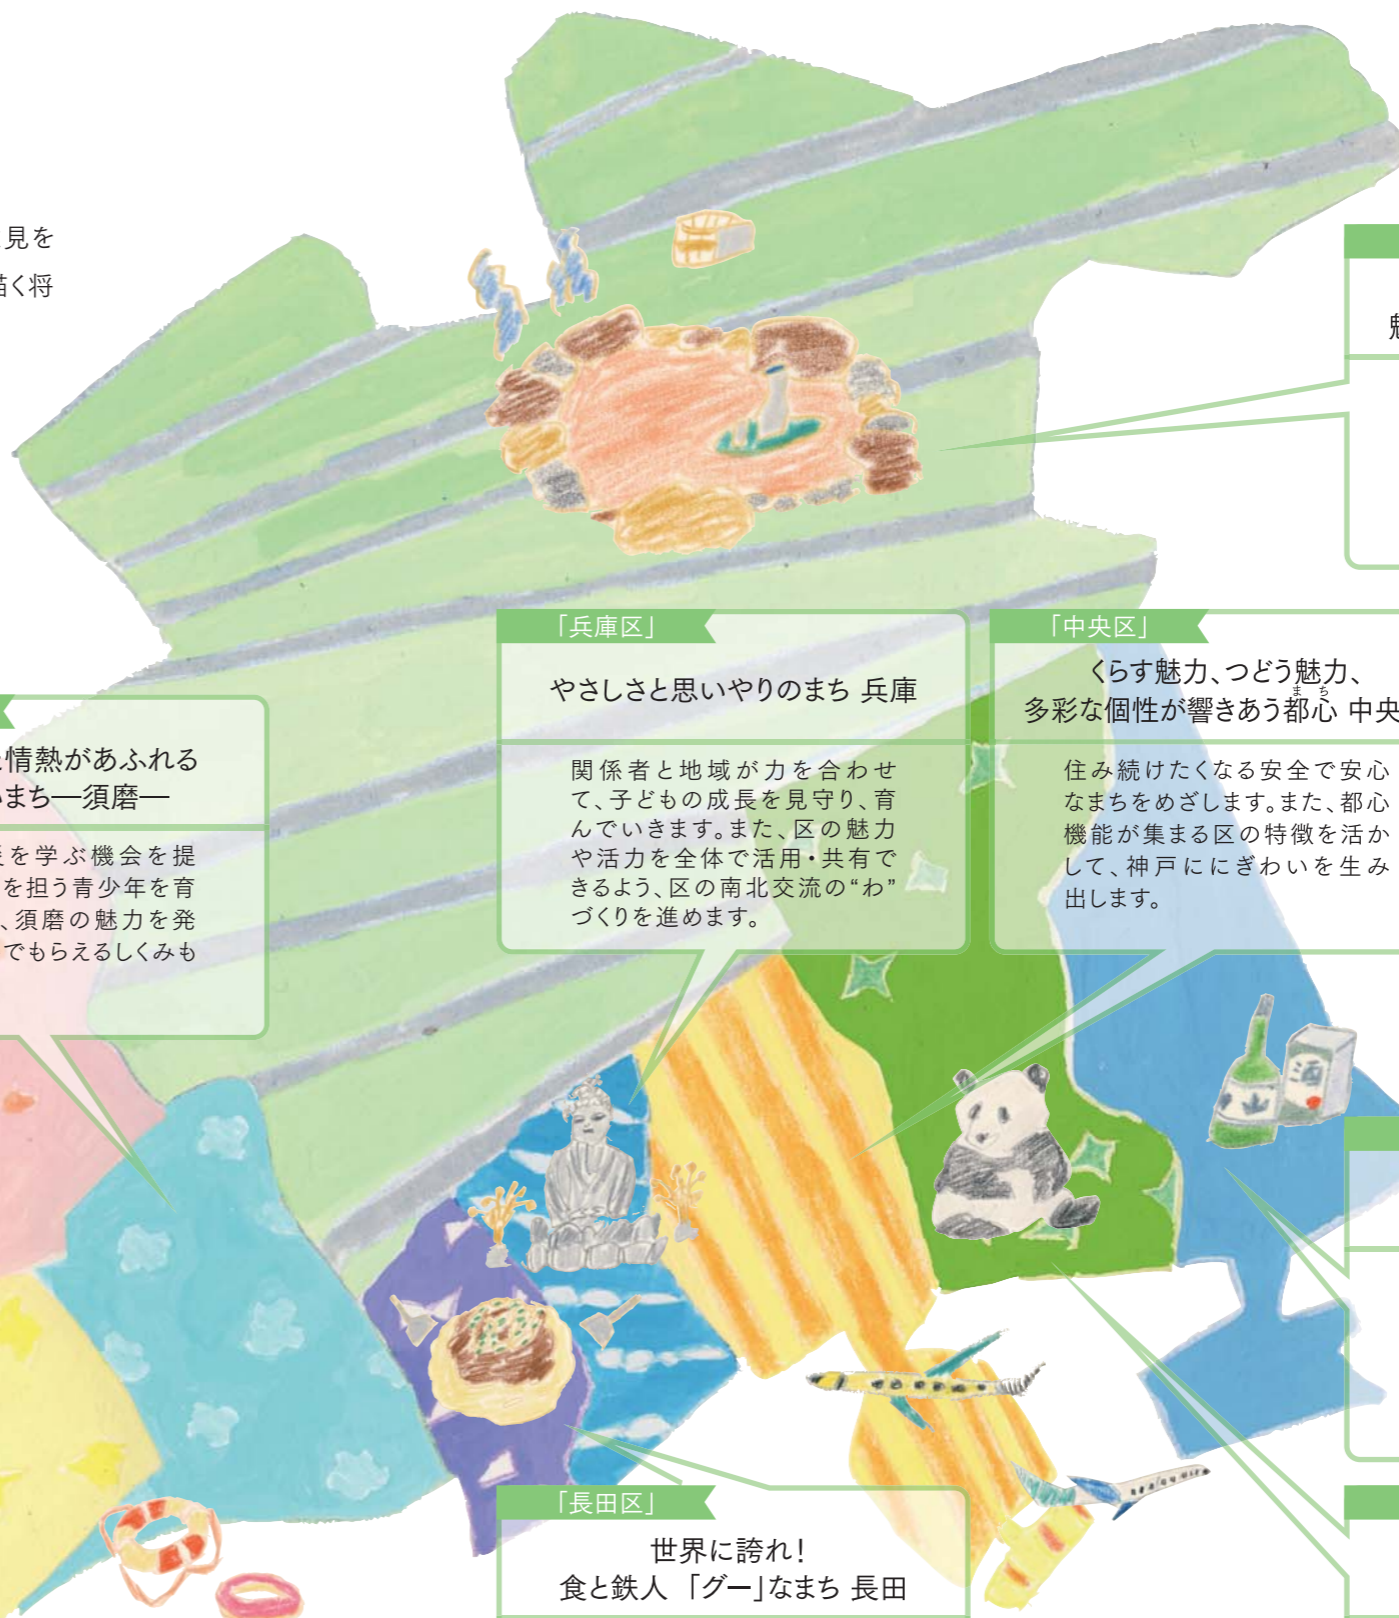 見を
描く将
魅
「兵庫区」
やさしさと思いやりのまち 兵庫
関係者と地域が力を合わせ
て、子どもの成長を見守り、育
んでいきます。また、区の魅力
や活力を全体で活用・共有で
きるよう、区の南北交流の“わ”
づくりを進めます。
「中央区」
くらす魅力、つどう魅力、
まち
多彩な個性が響きあう都心 中央
住み続けたくなる安全で安心
なまちをめざします。また、都心
機能が集まる区の特徴を活か
して、神戸ににぎわいを生み
出します。
情熱があふれる
まち―須磨―
を学ぶ機会を提
を担う青少年を育
、須磨の魅力を発
でもらえるしくみも
酒
山
「長田区」
世界に誇れ!
食と鉄人 「グー」なまち 長田